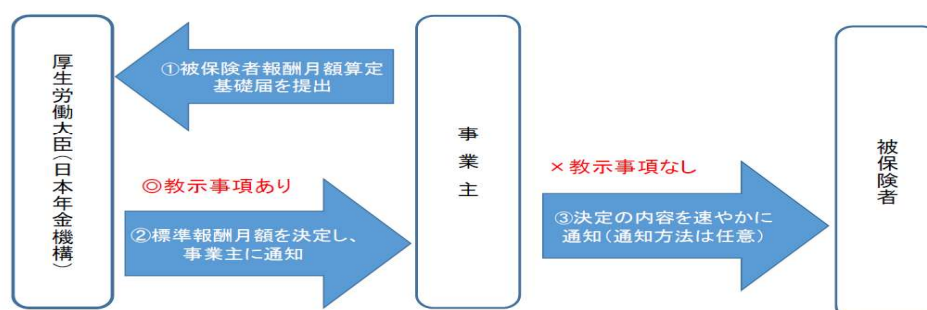 厚生労働大臣（日本年金機構）
①被保険者報酬月額算定
基礎届を提出
◎教示事項あり
②標準報酬月額を決定し、
事業主に通知
事業主
×教示事項なし
③決定の内容を速やかに
通知（通知方法は任意）
被保険者